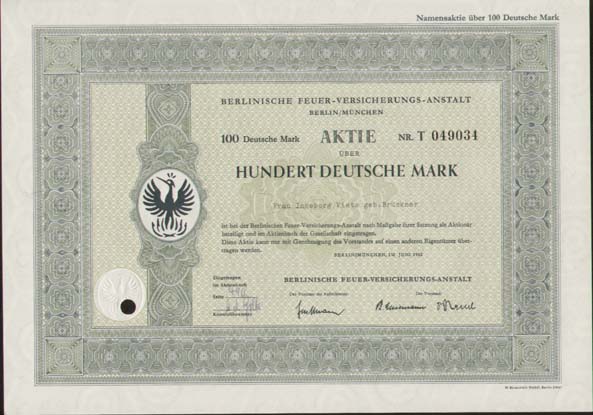 Namensaktie über 100 Deutsche Mark
BERLINISCHE FEUER-VERSICHERUNGS-ANSTALT
BERLIN/MÜNCHEN
100 Deutsche Mark AKTIE NR. T 049034
ÜBER
HUNDERT DEUTSCHE MARK
Frau Ingeborg Viets geb. Brückner
ist bei der Berlinischen Feuer-Versicherungs-Anstalt nach Maßgabe ihrer Satzung als Aktionär
beteiligt und im Aktienbuch der Gesellschaft eingetragen.
Diese Aktie kann nur mit Genehmigung des Vorstandes auf einen anderen Eigentümer über-
tragen werden.
BERLIN/MÜNCHEN, IM JUNI
Eingetragen
im Aktienbuch
BERLINISCHE FEUER-VERSICHERUNGS-ANSTALT
Seite
Der Vorsitzer des Aufsichtsrats
Der Vorstand
Kontrollbeamter